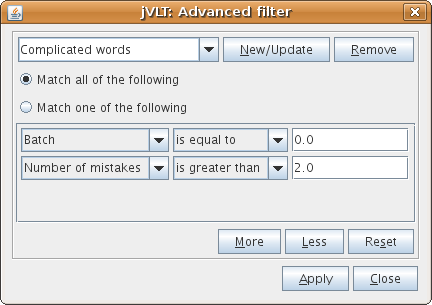 jVLT: Advanced filter
Complicated words New/Update Remove
Match all of the following
Match one of the following
Batch is equal to 0.0
Number of mistakes is greater than 2.0
More Less Reset
Apply Close